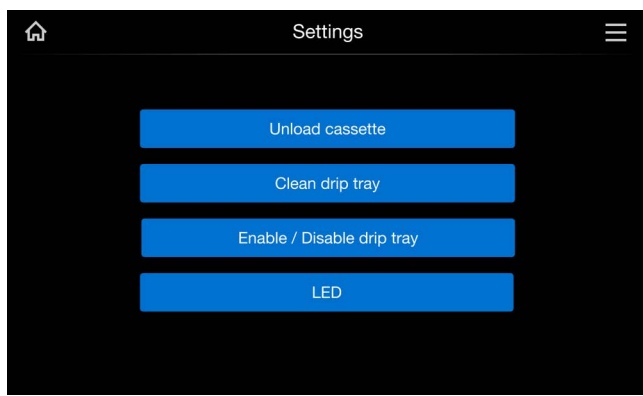 Settings
Unload cassette
Clean drip tray
Enable / Disable drip tray
LED